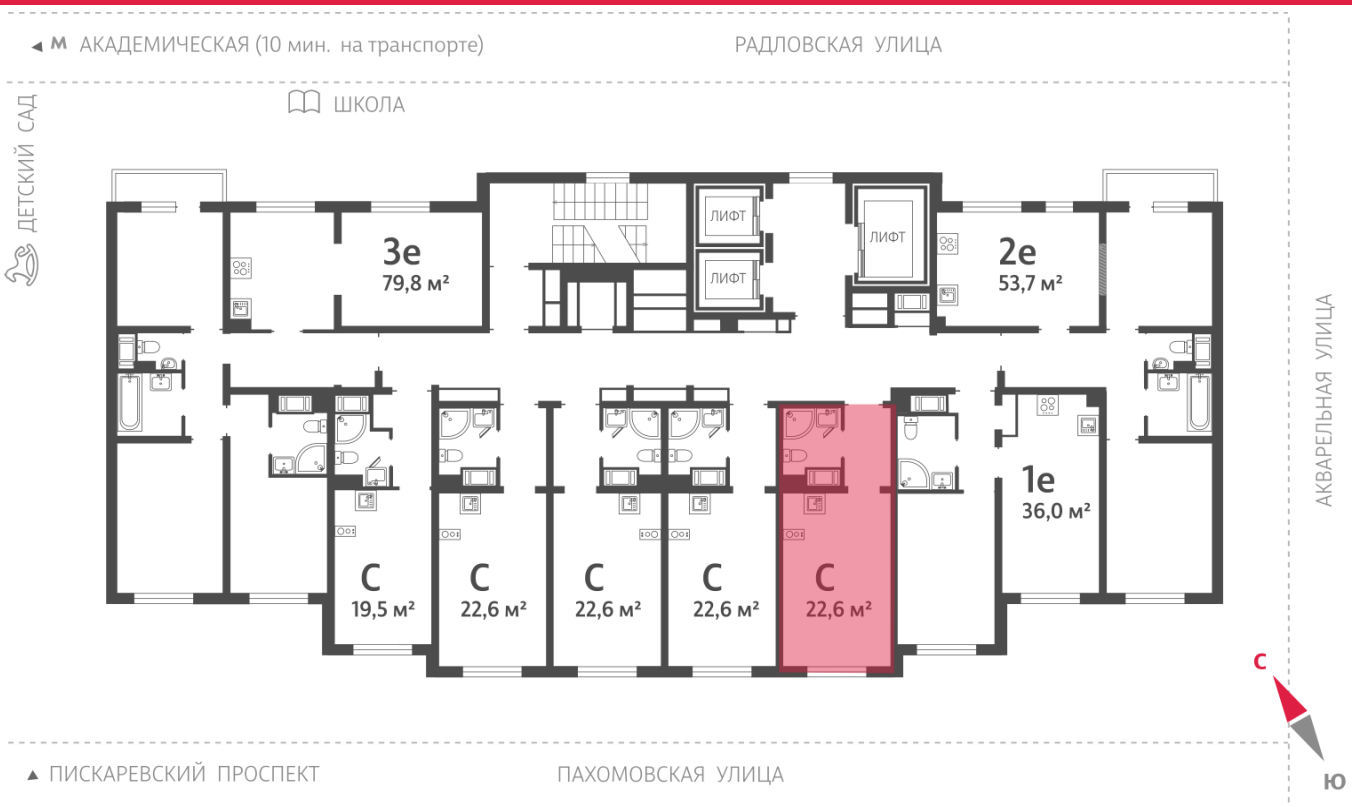 М АКАДЕМИЧЕСКАЯ (10 мин. на транспорте)
РАДЛОВСКАЯ УЛИЦА
ШКОЛА
ДЕТСКИЙ САД
3е
79,8 м²
ЛИФТ
ЛИФТ
ЛИФТ
2е
53,7 м²
АКВАРЕЛЬНАЯ УЛИЦА
1е
36,0 м²
С
19,5 м²
С
22,6 м²
С
22,6 м²
С
22,6 м²
С
22,6 м²
С
Ю
ПИСКАРЕВСКИЙ ПРОСПЕКТ
ПАХОМОВСКАЯ УЛИЦА